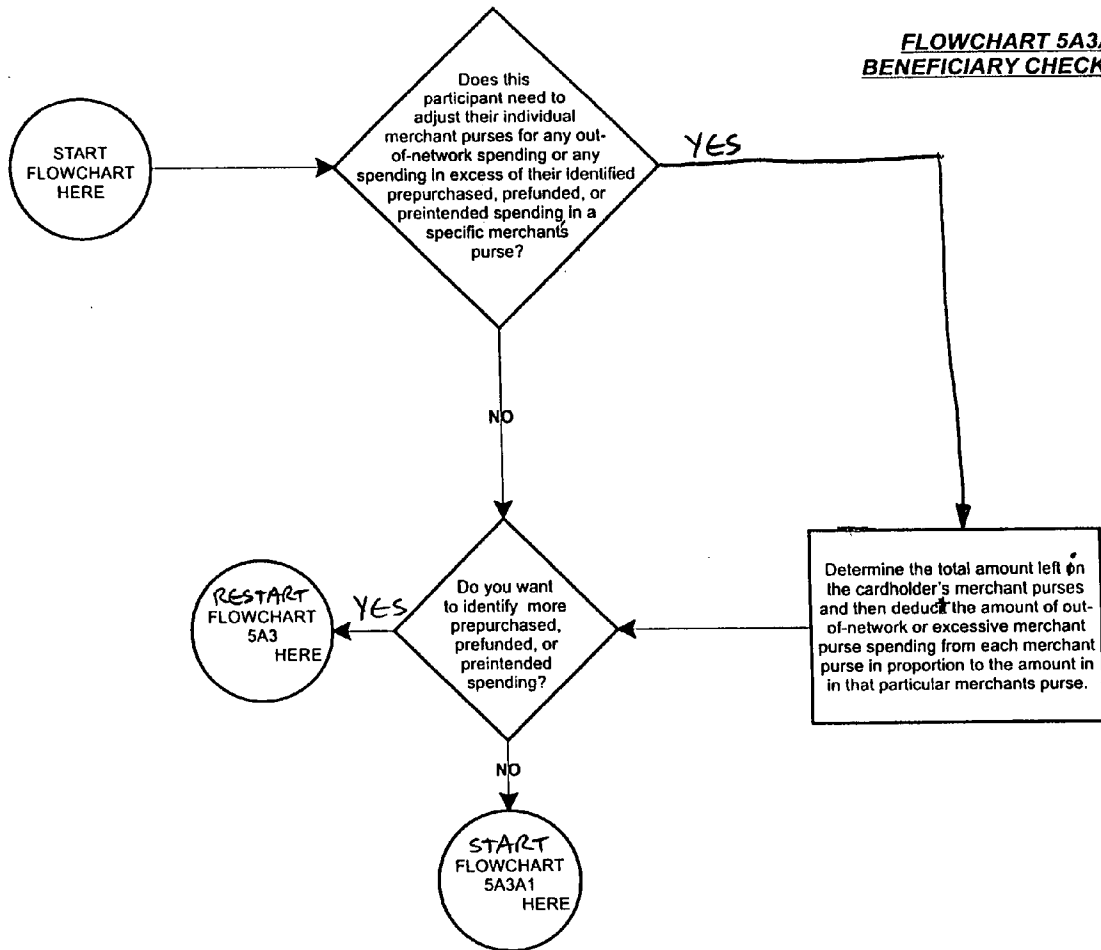 FLOWCHART 5A3A
BENEFICIARY CHECK
START
FLOWCHART
HERE
Does this
participant need to
adjust their individual
merchant purses for any out-
of-network spending or any
spending in excess of their identified
prepurchased, prefunded, or
preintended spending in a
specific merchant's
purse?
YES
NO
RESTART
FLOWCHART
5A3
HERE
YES
Do you want
to identify more
prepurchased,
prefunded, or
preintended
spending?
Determine the total amount left in
the cardholder's merchant purses
and then deduct the amount of out-
of-network or excessive merchant
purse spending from each merchant
purse in proportion to the amount in
in that particular merchants purse.
NO
START
FLOWCHART
5A3A1
HERE